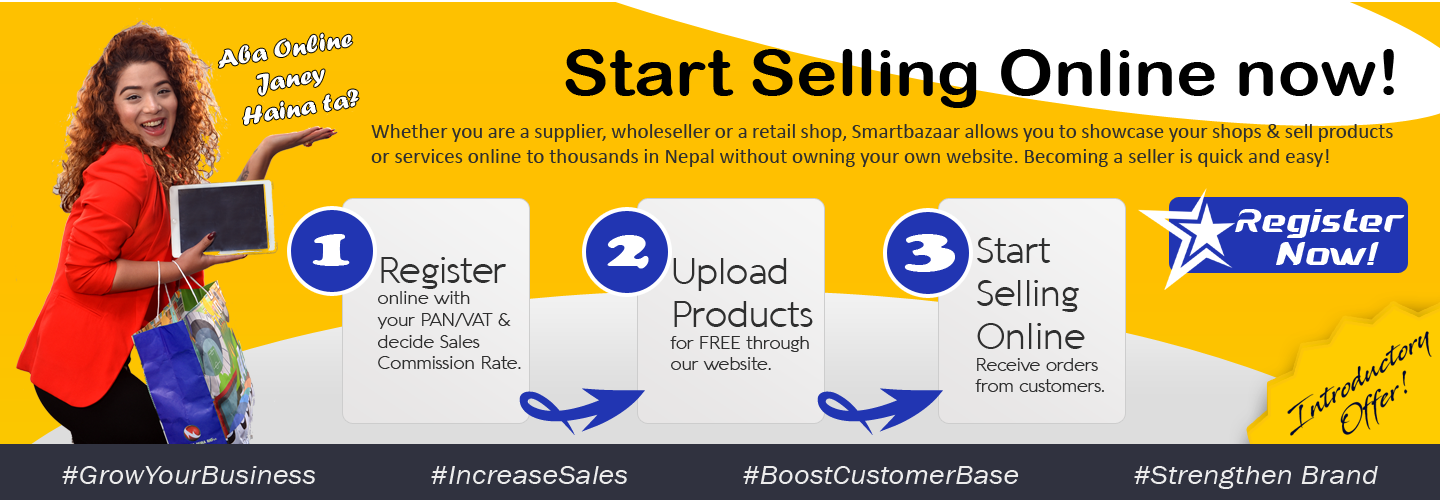 Aba Online
Janey
Haina ta?
Start Selling Online now!
Whether you are a supplier, wholeseller or a retail shop, Smartbazaar allows you to showcase your shops & sell products
or services online to thousands in Nepal without owning your own website. Becoming a seller is quick and easy!
1
Register
online with
your PAN/VAT &
decide Sales
Commission Rate.
2
Upload
Products
for FREE through
our website.
3
Start
Selling
Online
Receive orders
from customers.
Register
Now!
Introductory
Offer!
#GrowYourBusiness
#IncreaseSales
#BoostCustomerBase
#Strengthen Brand